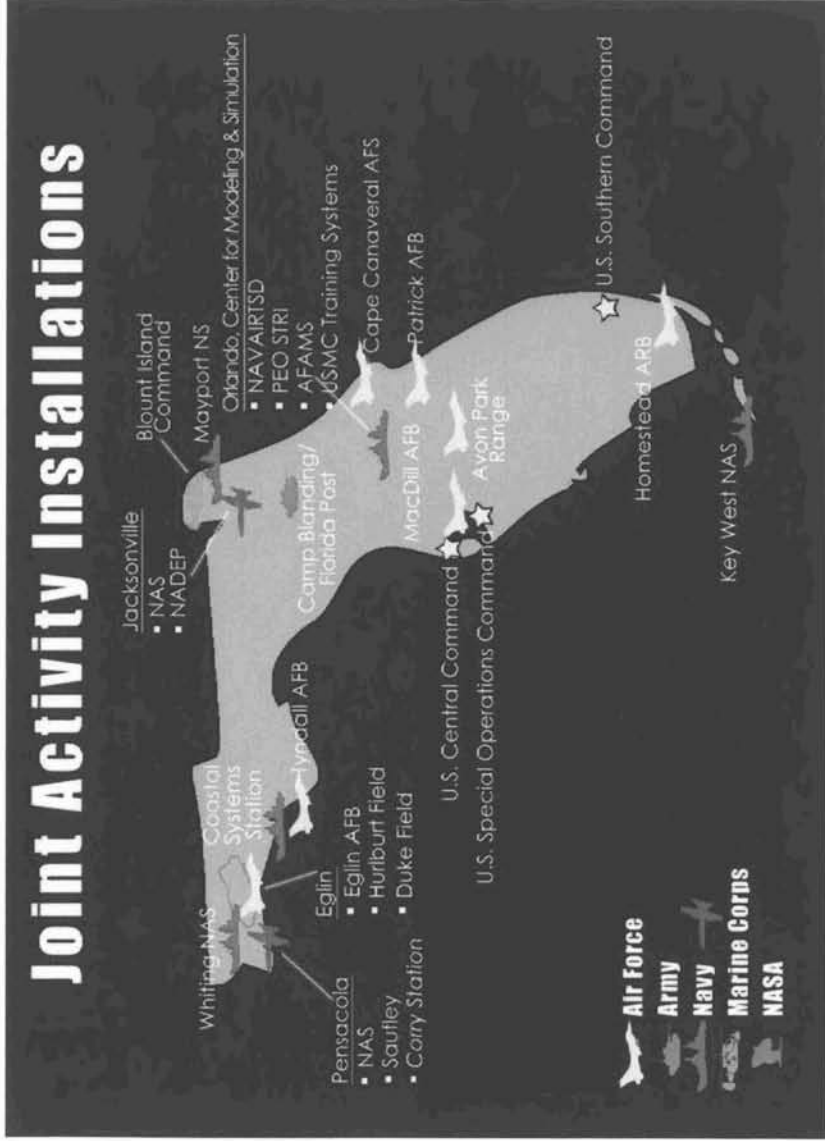 Joint Activity Installations
Whiting NAS
Pensacola
▪ NAS
▪ Saufley
▪ Corry Station
Eglin
▪ Eglin AFB
▪ Hurlburt Field
▪ Duke Field
Coastal
Systems
Station
Tyndall AFB
Jacksonville
▪ NAS
▪ NADEP
Blount Island
Command
Mayport NS
Camp Blanding/
Florida Post
Orlando, Center for Modeling & Simulation
▪ NAVAIRTSD
▪ PEO STRI
▪ AFAMS
▪ USMC Training Systems
Cape Canaveral AFS
Patrick AFB
MacDill AFB
Avon Park
Range
U.S. Central Command
U.S. Special Operations Command
U.S. Southern Command
Homestead ARB
Key West NAS
Air Force
Army
Navy
Marine Corps
NASA